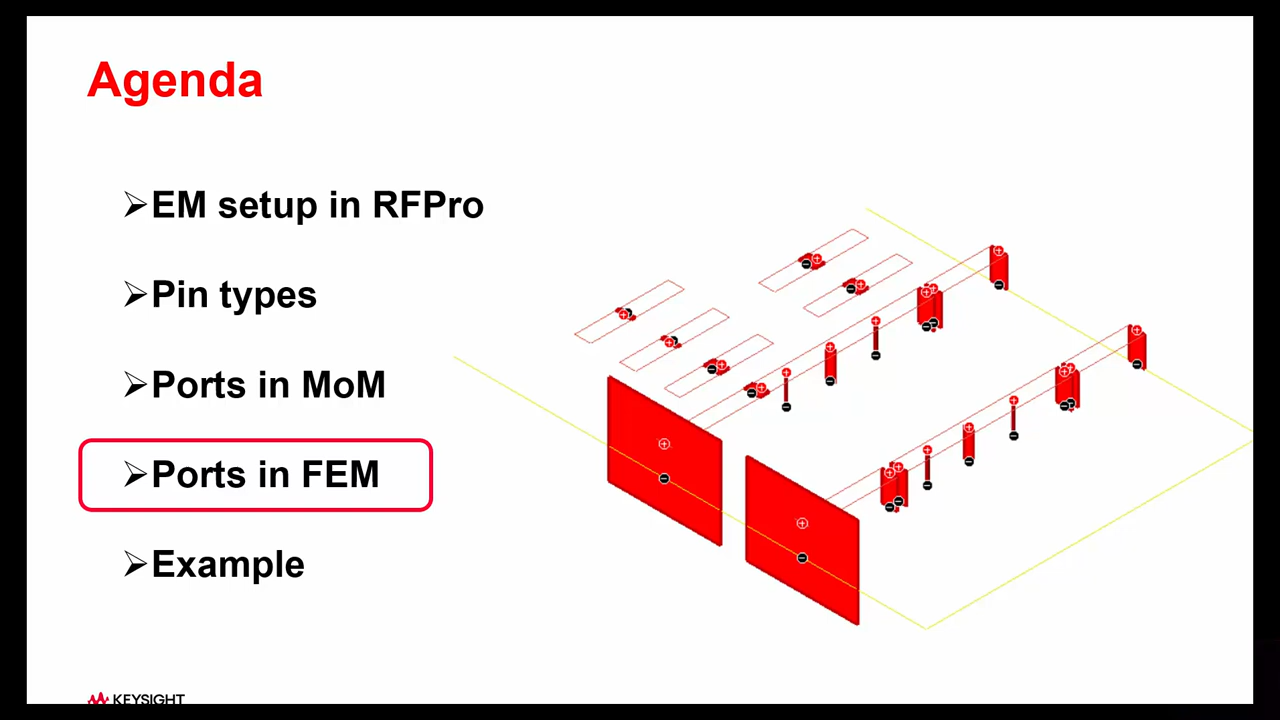 Agenda
➢EM setup in RFPro
➢Pin types
➢Ports in MoM
➢Ports in FEM
➢Example
KEYSIGHT